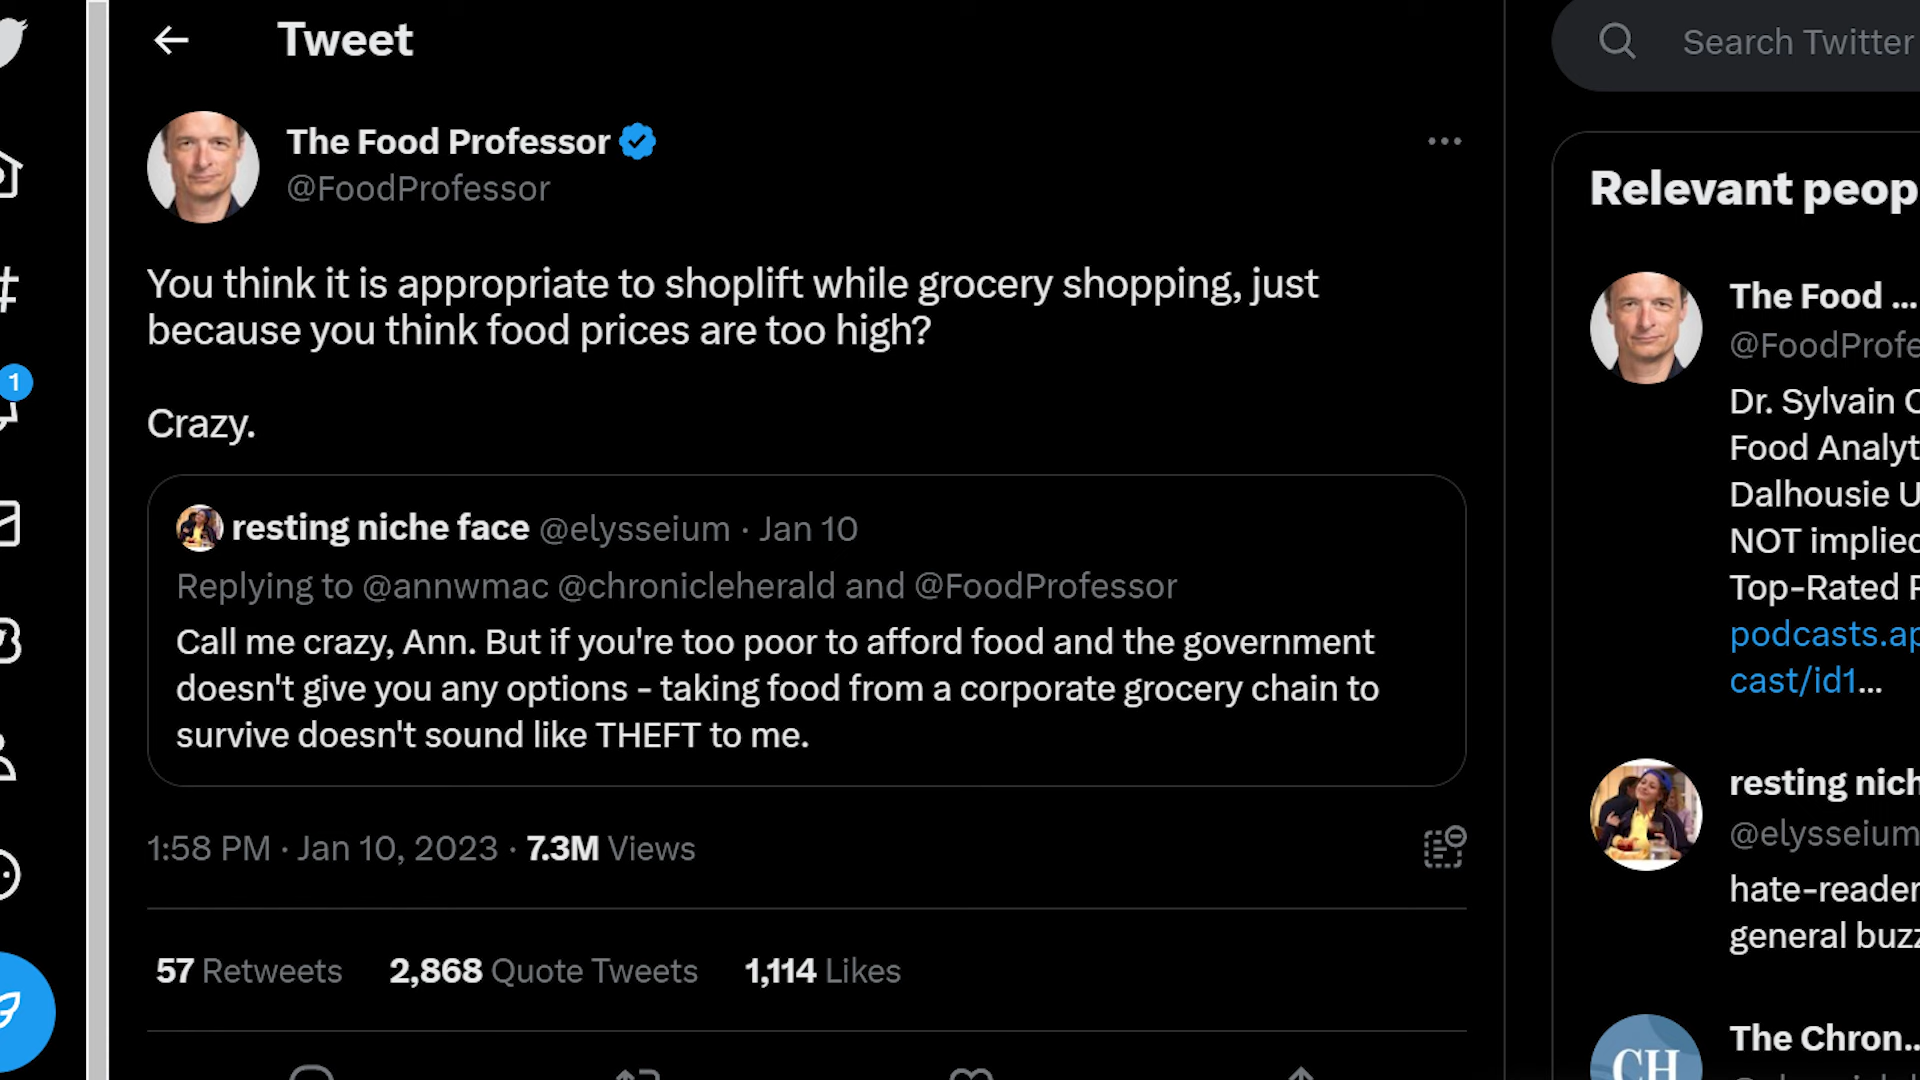 Tweet
Search Twitter
The Food Professor
@FoodProfessor
You think it is appropriate to shoplift while grocery shopping, just
because you think food prices are too high?
Crazy.
resting niche face @elysseium · Jan 10
Replying to @annwmac @chronicleherald and @FoodProfessor
Call me crazy, Ann. But if you're too poor to afford food and the government
doesn't give you any options - taking food from a corporate grocery chain to
survive doesn't sound like THEFT to me.
1:58 PM · Jan 10, 2023 · 7.3M Views
57 Retweets 2,868 Quote Tweets 1,114 Likes
1
Relevant peop
The Food ...
@FoodProfe
Dr. Sylvain C
Food Analyt
Dalhousie U
NOT implied
Top-Rated P
podcasts.ap
cast/id1...
resting nich
@elysseium
hate-reader
general buzz
CH
The Chron...